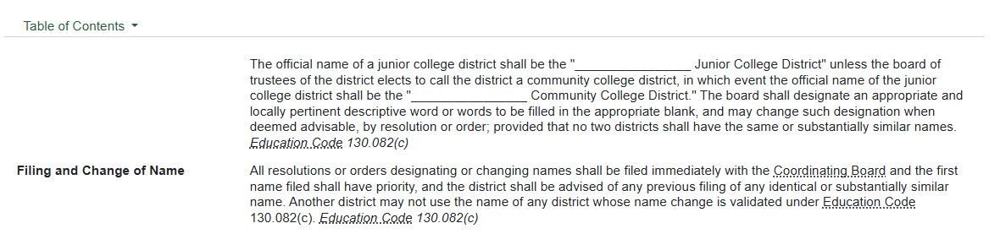 Table of Contents
The official name of a junior college district shall be the "_________________ Junior College District" unless the board of
trustees of the district elects to call the district a community college district, in which event the official name of the junior
college district shall be the "_________________ Community College District." The board shall designate an appropriate and
locally pertinent descriptive word or words to be filled in the appropriate blank, and may change such designation when
deemed advisable, by resolution or order; provided that no two districts shall have the same or substantially similar names.
Education Code 130.082(c)
Filing and Change of Name
All resolutions or orders designating or changing names shall be filed immediately with the Coordinating Board and the first
name filed shall have priority, and the district shall be advised of any previous filing of any identical or substantially similar
name. Another district may not use the name of any district whose name change is validated under Education Code
130.082(c). Education Code 130.082(c)